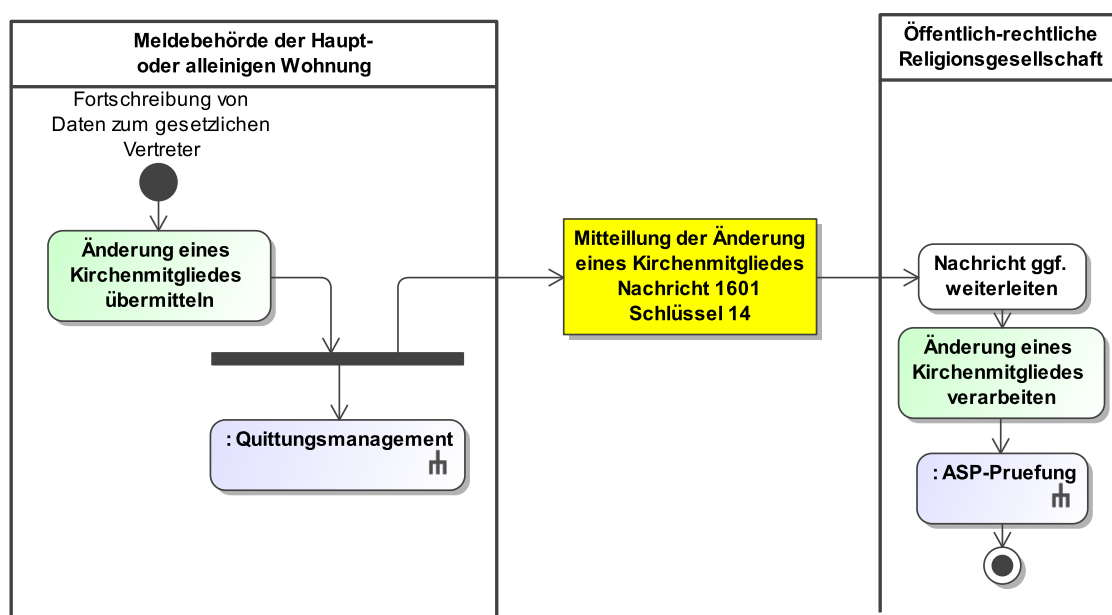 Meldebehörde der Haupt-
oder alleinigen Wohnung
Fortschreibung von
Daten zum gesetzlichen
Vertreter
Änderung eines
Kirchenmitgliedes
übermitteln
: Quittungsmanagement
Mitteillung der Änderung
eines Kirchenmitgliedes
Nachricht 1601
Schlüssel 14
Öffentlich-rechtliche
Religionsgesellschaft
Nachricht ggf.
weiterleiten
Änderung eines
Kirchenmitgliedes
verarbeiten
: ASP-Pruefung